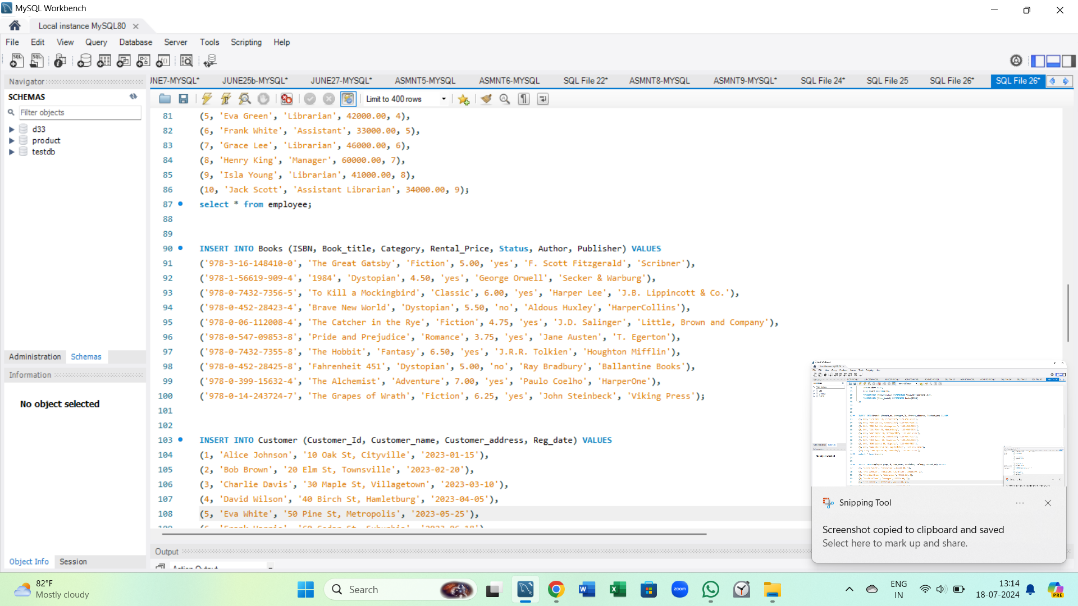 MySQL Workbench
Local instance MySQL80
File Edit View Query Database Server Tools Scripting Help
Navigator
SCHEMAS
Filter objects
d33
product
testdb
Administration Schemas
Information
No object selected
Object Info Session
JNE7-MYSQL* JUNE25b-MYSQL* JUNE27-MYSQL* ASMNT5-MYSQL ASMNT6-MYSQL SQL File 22* ASMNT8-MYSQL ASMNT9-MYSQL* SQL File 24* SQL File 25 SQL File 26* SQL File 26*
Limit to 400 rows
81 (5, 'Eva Green', 'Librarian', 42000.00, 4),
82 (6, 'Frank White', 'Assistant', 33000.00, 5),
83 (7, 'Grace Lee', 'Librarian', 46000.00, 6),
84 (8, 'Henry King', 'Manager', 60000.00, 7),
85 (9, 'Isla Young', 'Librarian', 41000.00, 8),
86 (10, 'Jack Scott', 'Assistant Librarian', 34000.00, 9);
87 select * from employee;
88
89
90 INSERT INTO Books (ISBN, Book_title, Category, Rental_Price, Status, Author, Publisher) VALUES
91 ('978-3-16-148410-0', 'The Great Gatsby', 'Fiction', 5.00, 'yes', 'F. Scott Fitzgerald', 'Scribner'),
92 ('978-1-56619-909-4', '1984', 'Dystopian', 4.50, 'yes', 'George Orwell', 'Secker & Warburg'),
93 ('978-0-7432-7356-5', 'To Kill a Mockingbird', 'Classic', 6.00, 'yes', 'Harper Lee', 'J.B. Lippincott & Co.'),
94 ('978-0-452-28423-4', 'Brave New World', 'Dystopian', 5.50, 'no', 'Aldous Huxley', 'HarperCollins'),
95 ('978-0-06-112008-4', 'The Catcher in the Rye', 'Fiction', 4.75, 'yes', 'J.D. Salinger', 'Little, Brown and Company'),
96 ('978-0-547-09853-8', 'Pride and Prejudice', 'Romance', 3.75, 'yes', 'Jane Austen', 'T. Egerton'),
97 ('978-0-7432-7355-8', 'The Hobbit', 'Fantasy', 6.50, 'yes', 'J.R.R. Tolkien', 'Houghton Mifflin'),
98 ('978-0-452-28425-8', 'Fahrenheit 451', 'Dystopian', 5.00, 'no', 'Ray Bradbury', 'Ballantine Books'),
99 ('978-0-399-15632-4', 'The Alchemist', 'Adventure', 7.00, 'yes', 'Paulo Coelho', 'HarperOne'),
100 ('978-0-14-243724-7', 'The Grapes of Wrath', 'Fiction', 6.25, 'yes', 'John Steinbeck', 'Viking Press');
101
102
103 INSERT INTO Customer (Customer_Id, Customer_name, Customer_address, Reg_date) VALUES
104 (1, 'Alice Johnson', '10 Oak St, Cityville', '2023-01-15'),
105 (2, 'Bob Brown', '20 Elm St, Townsville', '2023-02-20'),
106 (3, 'Charlie Davis', '30 Maple St, Villagetown', '2023-03-10'),
107 (4, 'David Wilson', '40 Birch St, Hamletburg', '2023-04-05'),
108 (5, 'Eva White', '50 Pine St, Metropolis', '2023-05-25'),
Output
Action Output
Snipping Tool
Screenshot copied to clipboard and saved
Select here to mark up and share.
82°F
Mostly cloudy
Search
ENG
IN
13:14
18-07-2024